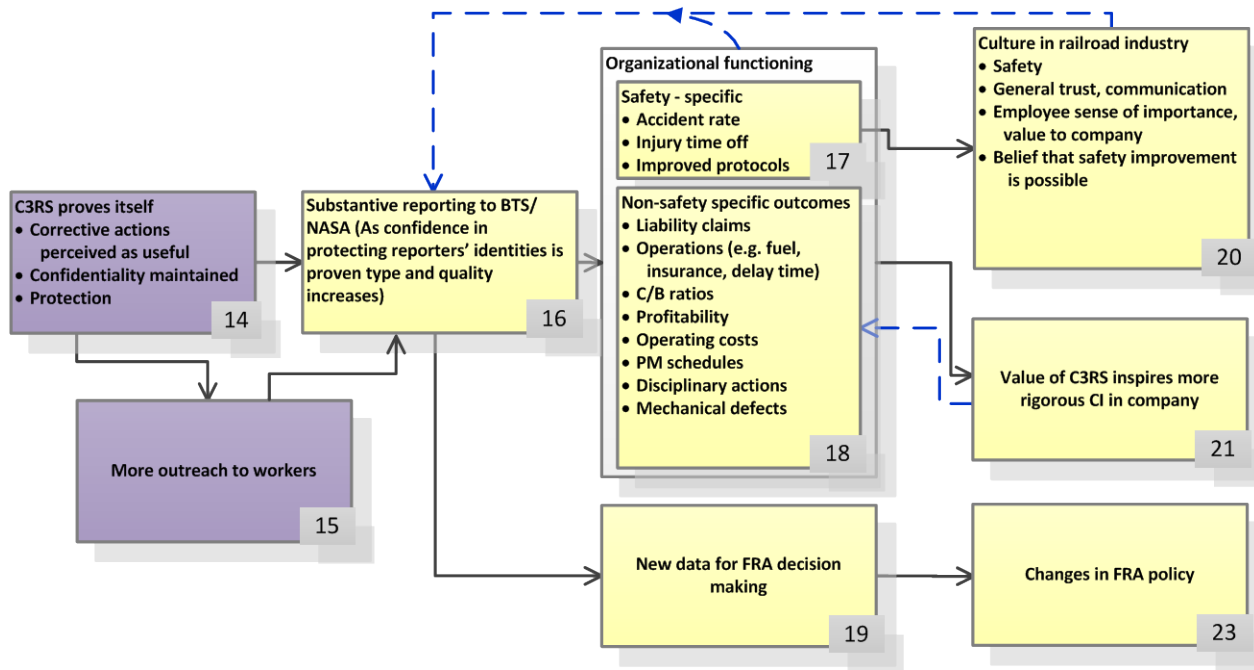 C3RS proves itself
• Corrective actions
perceived as useful
• Confidentiality maintained
• Protection
14
More outreach to workers
15
Substantive reporting to BTS/
NASA (As confidence in
protecting reporters' identities is
proven type and quality
increases)
16
Organizational functioning
Safety - specific
• Accident rate
• Injury time off
• Improved protocols
17
Non-safety specific outcomes
• Liability claims
• Operations (e.g. fuel,
insurance, delay time)
• C/B ratios
• Profitability
• Operating costs
• PM schedules
• Disciplinary actions
• Mechanical defects
18
New data for FRA decision
making
19
Culture in railroad industry
• Safety
• General trust, communication
• Employee sense of importance,
value to company
• Belief that safety improvement
is possible
20
Value of C3RS inspires more
rigorous CI in company
21
Changes in FRA policy
23